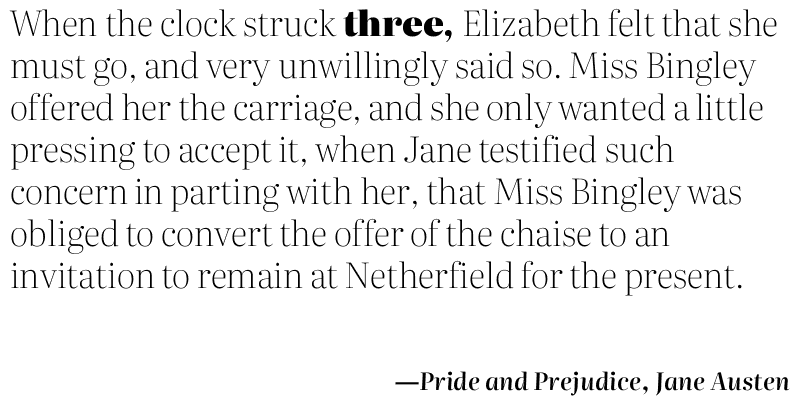 When the clock struck three, Elizabeth felt that she
must go, and very unwillingly said so. Miss Bingley
offered her the carriage, and she only wanted a little
pressing to accept it, when Jane testified such
concern in parting with her, that Miss Bingley was
obliged to convert the offer of the chaise to an
invitation to remain at Netherfield for the present.
—Pride and Prejudice, Jane Austen